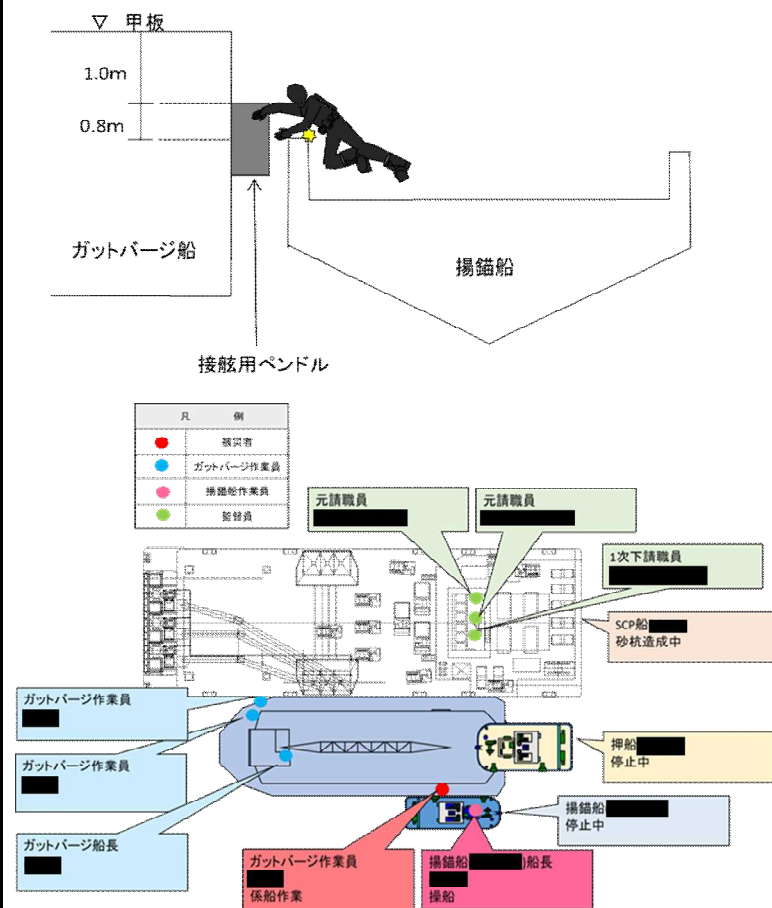 ▽ 甲板
1.0m
0.8m
ガットバージ船
揚錨船
接舷用ペンドル
凡 例
被災者
ガットバージ作業員
揚錨船作業員
監督員
元請職員
元請職員
1次下請職員
SCP船
砂杭造成中
ガットバージ作業員
ガットバージ作業員
押船
停止中
揚錨船
停止中
ガットバージ船長
ガットバージ作業員
係船作業
揚錨船( )船長
操船